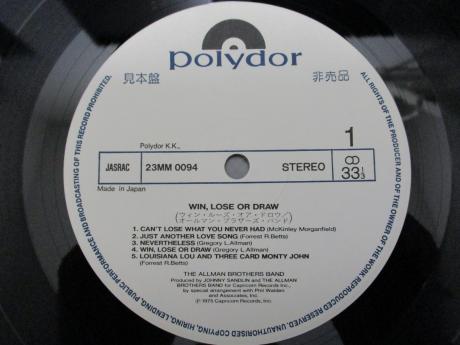 polydor
見本盤
非売品
Polydor K.K.,
1
JASRAC
23MM 0094
STEREO
33 1/3
Made in Japan
WIN, LOSE OR DRAW
(ウィン・ルーズ・オア・ドロウ/
オールマン・ブラザーズ・バンド)
1. CAN'T LOSE WHAT YOU NEVER HAD (McKinley Morganfield)
2. JUST ANOTHER LOVE SONG (Forrest R.Betts)
3. NEVERTHELESS (Gregory L.Allman)
4. WIN, LOSE OR DRAW (Gregory L.Allman)
5. LOUISIANA LOU AND THREE CARD MONTY JOHN
(Forrest R.Betts)
THE ALLMAN BROTHERS BAND
Produced by JOHNNY SANDLIN and THE ALLMAN
BROTHERS BAND for Capricorn Records Inc.,
by special arrangement with Phil Walden
and Associates, Inc.
℗ 1975 Capricorn Records Inc.
ALL RIGHTS OF THE PRODUCER AND OF THE OWNER OF THE WORK REPRODUCED RESERVED. UNAUTHORISED COPYING, HIRING, LENDING, PUBLIC PERFORMANCE AND BROADCASTING OF THIS RECORD PROHIBITED.